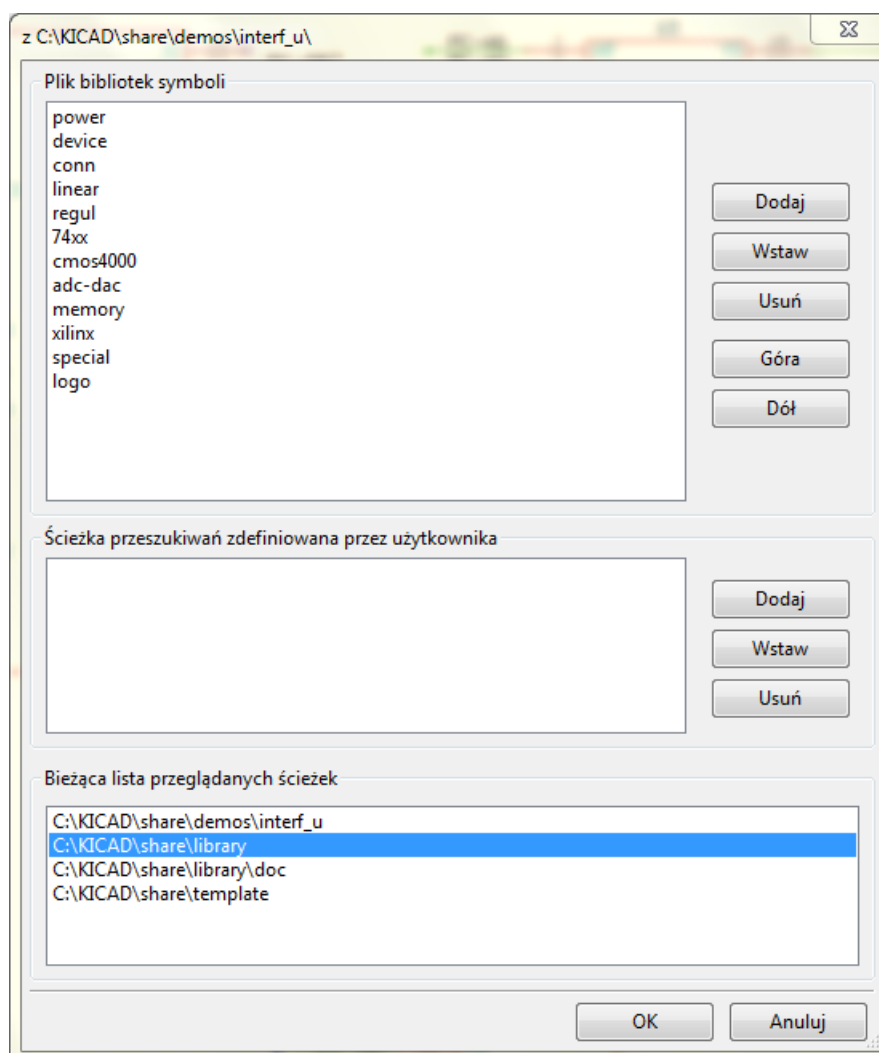 z C:\KICAD\share\demos\interf_u\
Plik bibliotek symboli
power
device
conn
linear
regul
74xx
cmos4000
adc-dac
memory
xilinx
special
logo
Dodaj
Wstaw
Usuń
Góra
Dół
Ścieżka przeszukiwań zdefiniowana przez użytkownika
Dodaj
Wstaw
Usuń
Bieżąca lista przeglądanych ścieżek
C:\KICAD\share\demos\interf_u
C:\KICAD\share\library
C:\KICAD\share\library\doc
C:\KICAD\share\template
OK
Anuluj